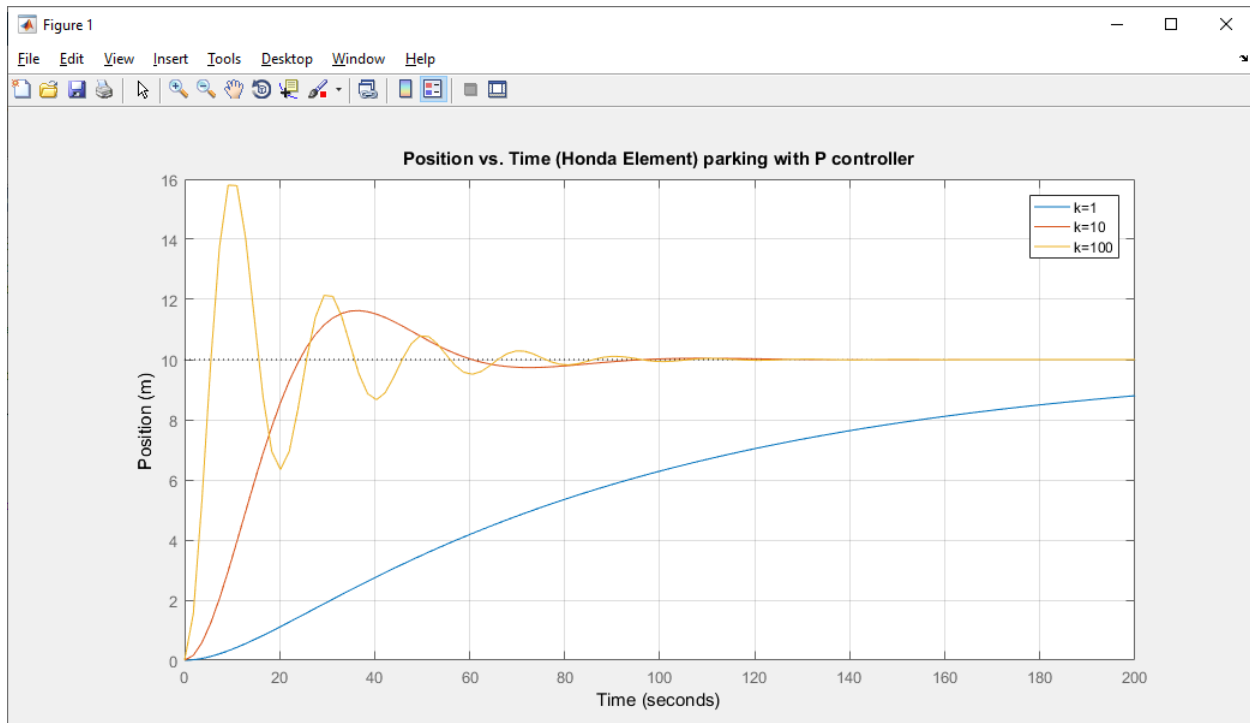 Figure 1
File Edit View Insert Tools Desktop Window Help
Position vs. Time (Honda Element) parking with P controller
16
14
12
10
8
6
4
2
0
Position (m)
k=1
k=10
k=100
0 20 40 60 80 100 120 140 160 180 200
Time (seconds)